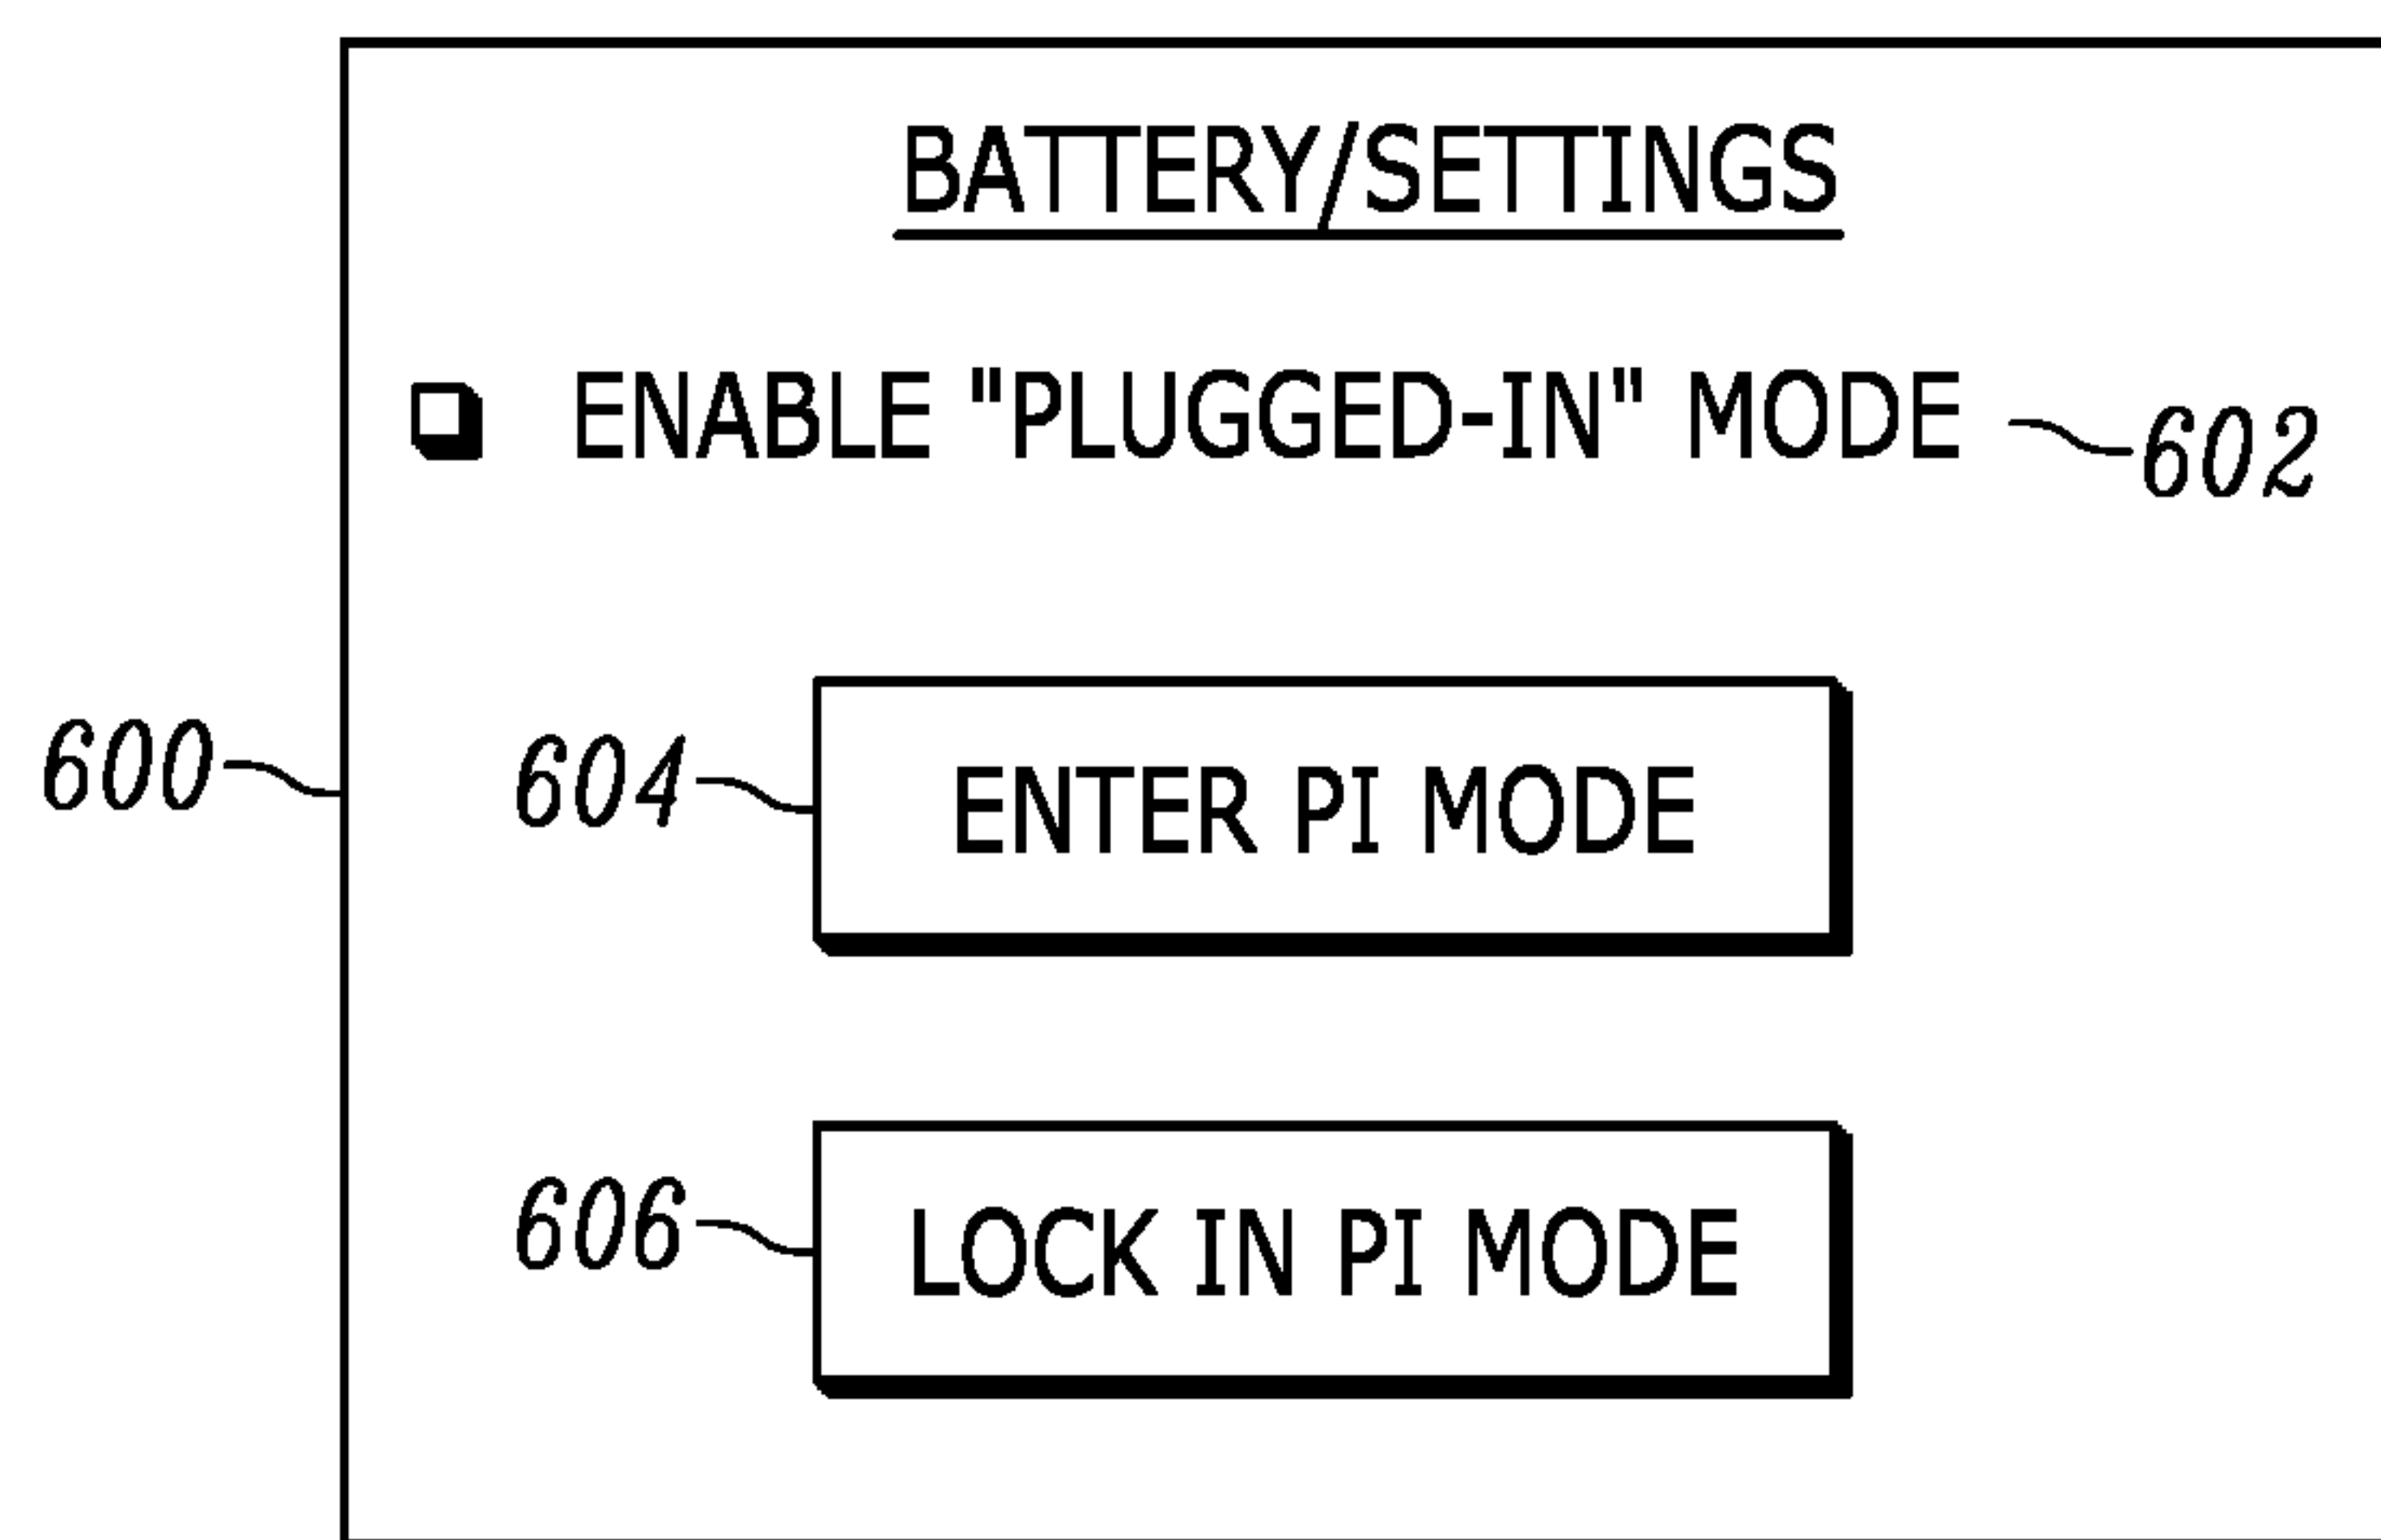 BATTERY/SETTINGS
ENABLE "PLUGGED-IN" MODE 602
600
604 ENTER PI MODE
606 LOCK IN PI MODE